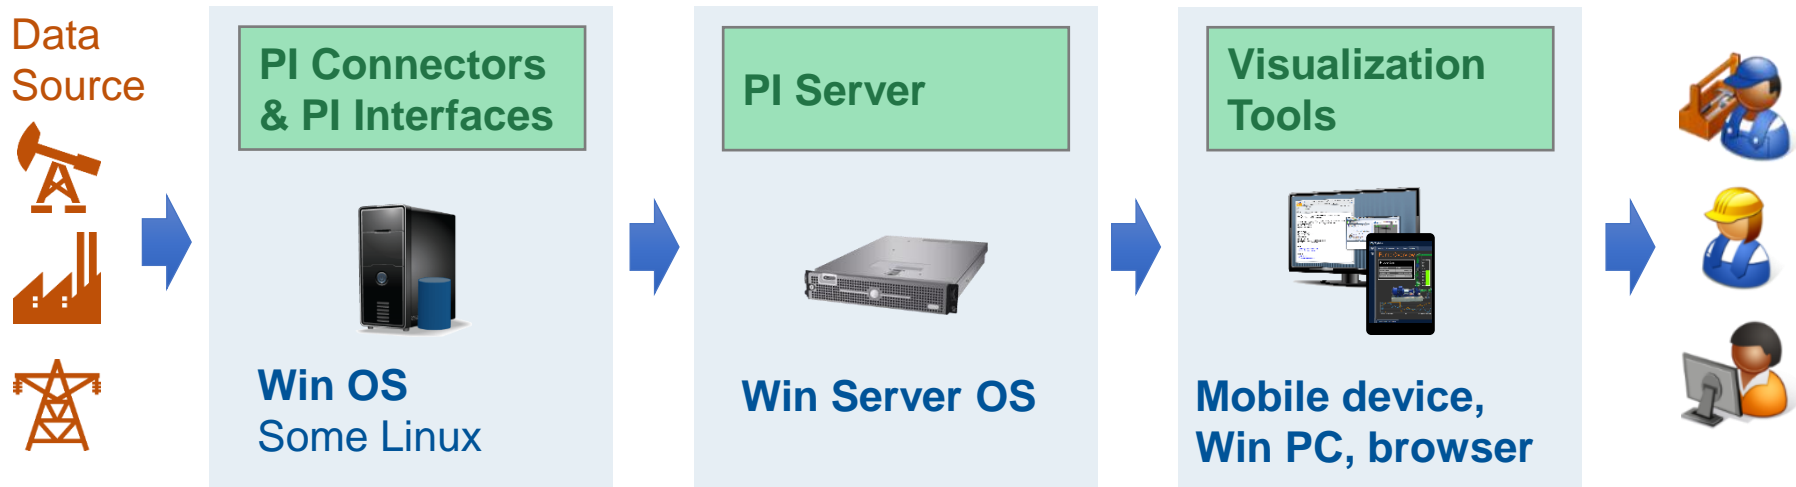 Data
Source
PI Connectors
& PI Interfaces
Win OS
Some Linux
PI Server
Win Server OS
Visualization
Tools
Mobile device,
Win PC, browser